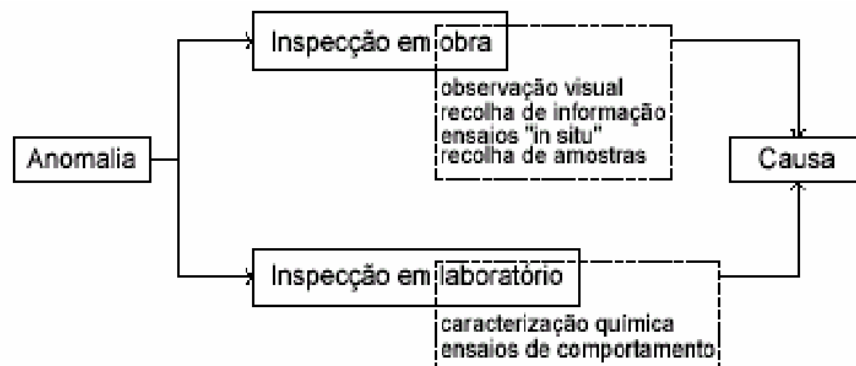 Inspecção em obra
observação visual
recolha de informação
ensaios "in situ"
recolha de amostras
Anomalia
Causa
Inspecção em laboratório
caracterização química
ensaios de comportamento